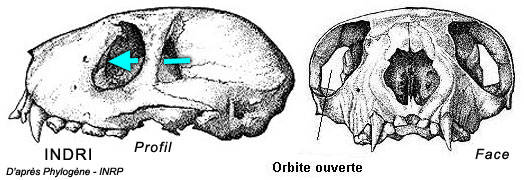 INDRI
Profil
D'après Phylogène - INRP
Orbite ouverte
Face